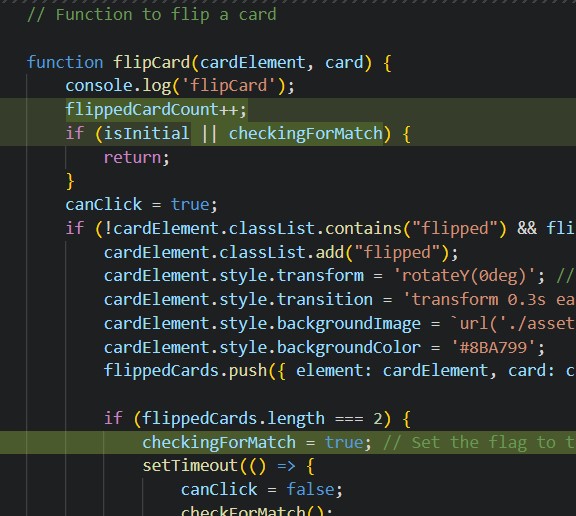 // Function to flip a card
function flipCard(cardElement, card) {
console.log('flipCard');
flippedCardCount++;
if (isInitial || checkingForMatch) {
return;
}
canClick = true;
if (!cardElement.classList.contains("flipped") && fli
cardElement.classList.add("flipped");
cardElement.style.transform = 'rotateY(0deg)'; //
cardElement.style.transition = 'transform 0.3s ea
cardElement.style.backgroundImage = `url('./asset
cardElement.style.backgroundColor = '#8BA799';
flippedCards.push({ element: cardElement, card: c
if (flippedCards.length === 2) {
checkingForMatch = true; // Set the flag to t
setTimeout(() => {
canClick = false;
checkForMatch();